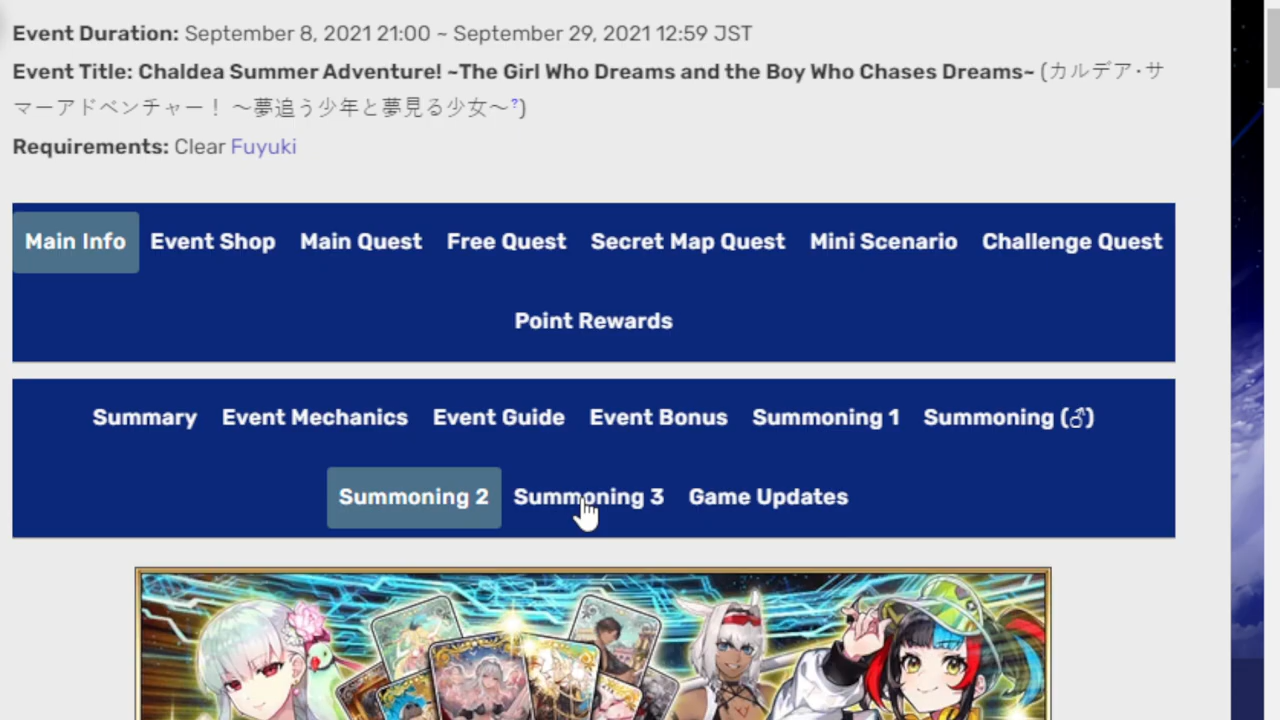 Event Duration: September 8, 2021 21:00 ~ September 29, 2021 12:59 JST
Event Title: Chaldea Summer Adventure! ~The Girl Who Dreams and the Boy Who Chases Dreams~ (カルデア・サ
マーアドベンチャー！ ～夢追う少年と夢見る少女～?)
Requirements: Clear Fuyuki
Main Info Event Shop Main Quest Free Quest Secret Map Quest Mini Scenario Challenge Quest
Point Rewards
Summary Event Mechanics Event Guide Event Bonus Summoning 1 Summoning (♂)
Summoning 2 Summoning 3 Game Updates